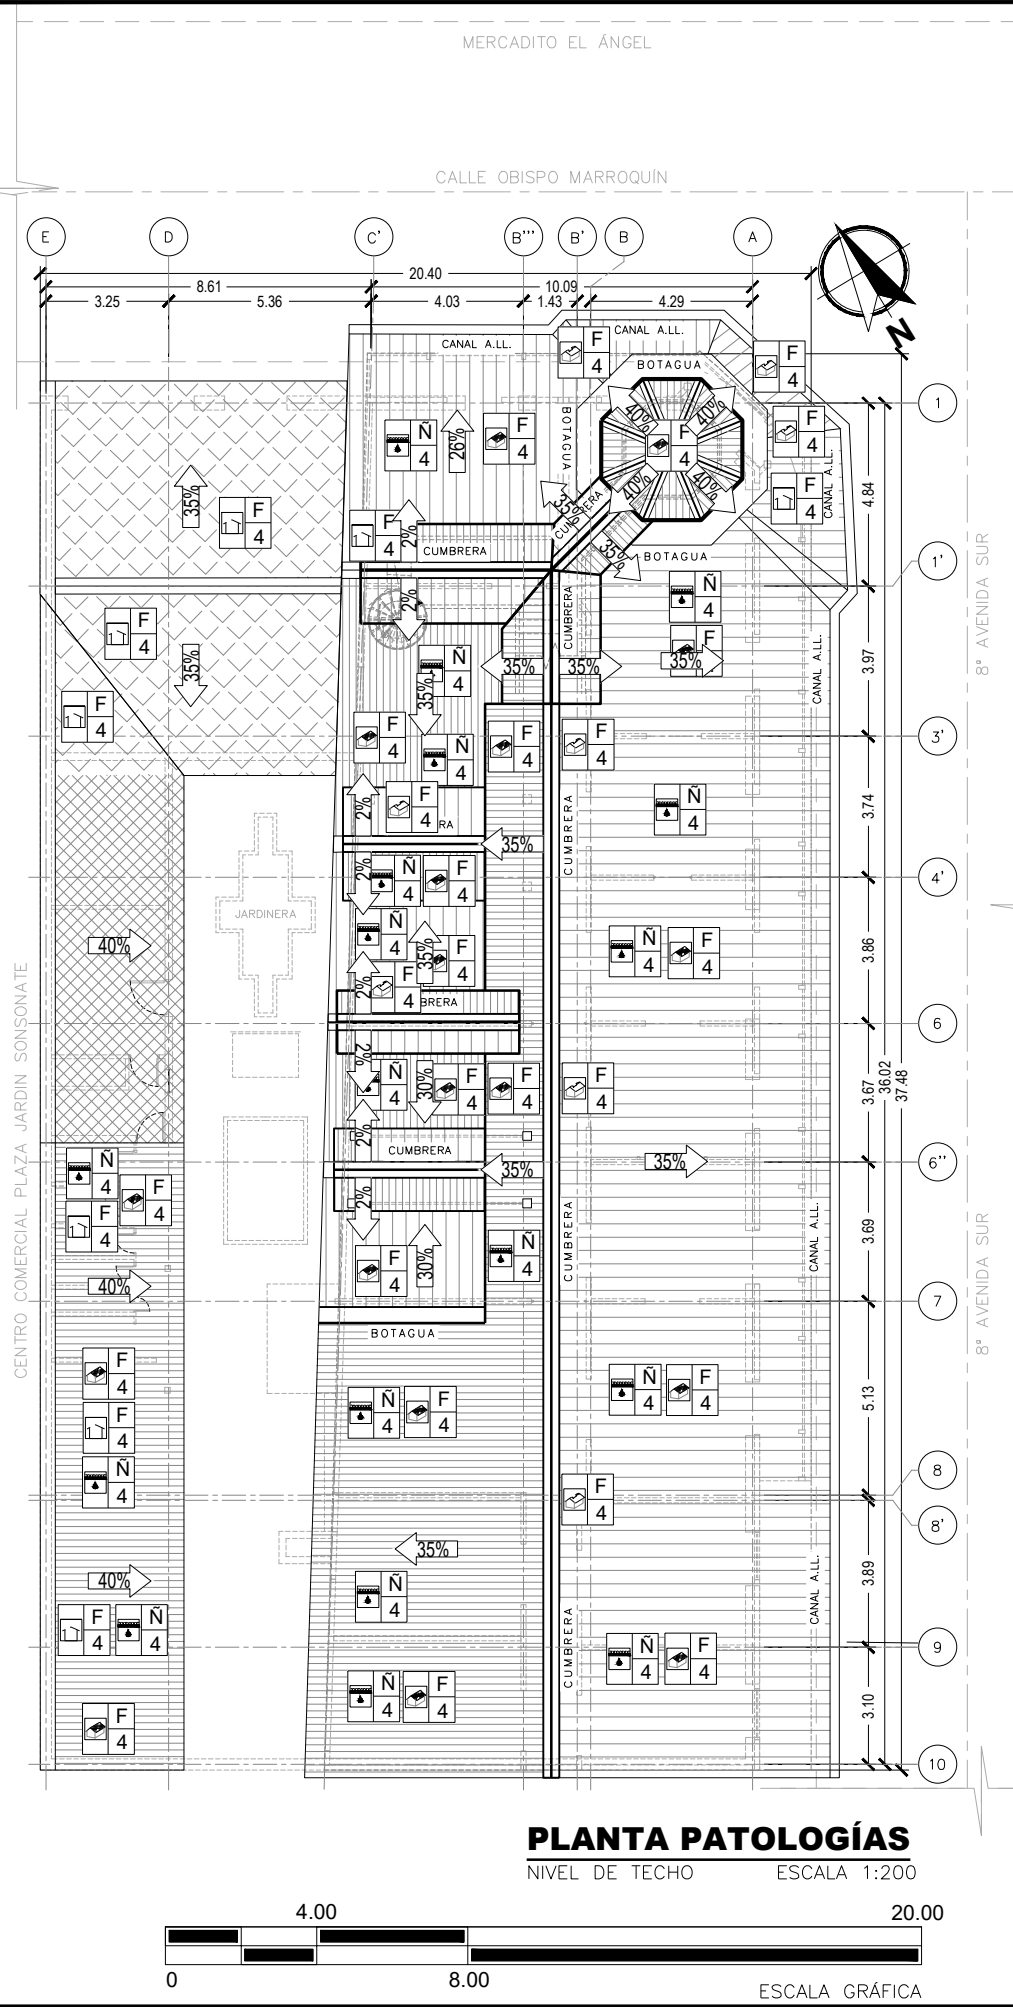 MERCADITO EL ÁNGEL
CALLE OBISPO MARROQUÍN
E D C' B''' B' B A
20.40
8.61 10.09
3.25 5.36 4.03 1.43 4.29
N
CANAL A.LL. CANAL A.LL.
F 4
BOTAGUA
F 4
1
40% 40%
Ñ 4
26%
F 4
BOTAGUA
F 4
F 4
40% 40%
CANAL A.LL.
4.84
35%
F 4
F 4
35%
CUMBRERA
F 4
2%
CUMBRERA
35%
BOTAGUA
1'
8ª AVENIDA SUR
2%
CUMBRERA
Ñ 4
F 4
35%
Ñ 4
35%
35% 35%
F 4
35%
CANAL A.LL.
3.97
F 4
F 4
Ñ 4
F 4
F 4
3'
2%
F 4
RA
CUMBRERA
Ñ 4
3.74
35%
2%
Ñ 4
F 4
4'
JARDINERA
40%
Ñ 4
35%
F 4
Ñ 4
F 4
3.86
2%
F 4
BRERA
6
CENTRO COMERCIAL PLAZA JARDIN SONSONATE
2%
Ñ 4
30%
F 4
F 4
F 4
3.67
36.02
37.48
2%
CUMBRERA
35%
35%
6''
Ñ 4
F 4
F 4
2%
CUMBRERA
CANAL A.LL.
3.69
8ª AVENIDA SUR
40%
F 4
30%
Ñ 4
7
BOTAGUA
F 4
Ñ 4
F 4
Ñ 4
F 4
5.13
F 4
Ñ 4
F 4
8
8'
35%
40%
Ñ 4
CANAL A.LL.
3.89
F 4
Ñ 4
CUMBRERA
Ñ 4
F 4
9
Ñ 4
F 4
3.10
F 4
10
PLANTA PATOLOGÍAS
NIVEL DE TECHO ESCALA 1:200
4.00 20.00
0 8.00
ESCALA GRÁFICA